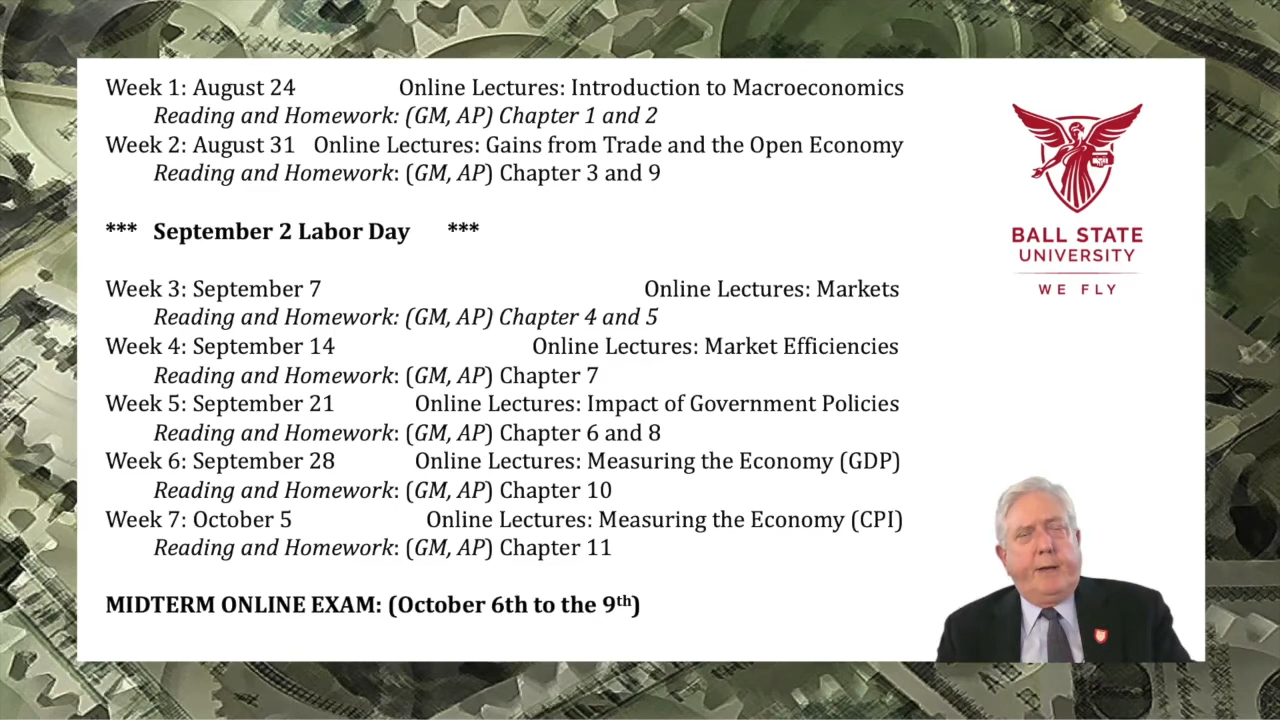 Week 1: August 24 Online Lectures: Introduction to Macroeconomics
Reading and Homework: (GM, AP) Chapter 1 and 2
Week 2: August 31 Online Lectures: Gains from Trade and the Open Economy
Reading and Homework: (GM, AP) Chapter 3 and 9
*** September 2 Labor Day ***
Week 3: September 7 Online Lectures: Markets
Reading and Homework: (GM, AP) Chapter 4 and 5
Week 4: September 14 Online Lectures: Market Efficiencies
Reading and Homework: (GM, AP) Chapter 7
Week 5: September 21 Online Lectures: Impact of Government Policies
Reading and Homework: (GM, AP) Chapter 6 and 8
Week 6: September 28 Online Lectures: Measuring the Economy (GDP)
Reading and Homework: (GM, AP) Chapter 10
Week 7: October 5 Online Lectures: Measuring the Economy (CPI)
Reading and Homework: (GM, AP) Chapter 11
MIDTERM ONLINE EXAM: (October 6th to the 9th)
BALL STATE
UNIVERSITY
WE FLY